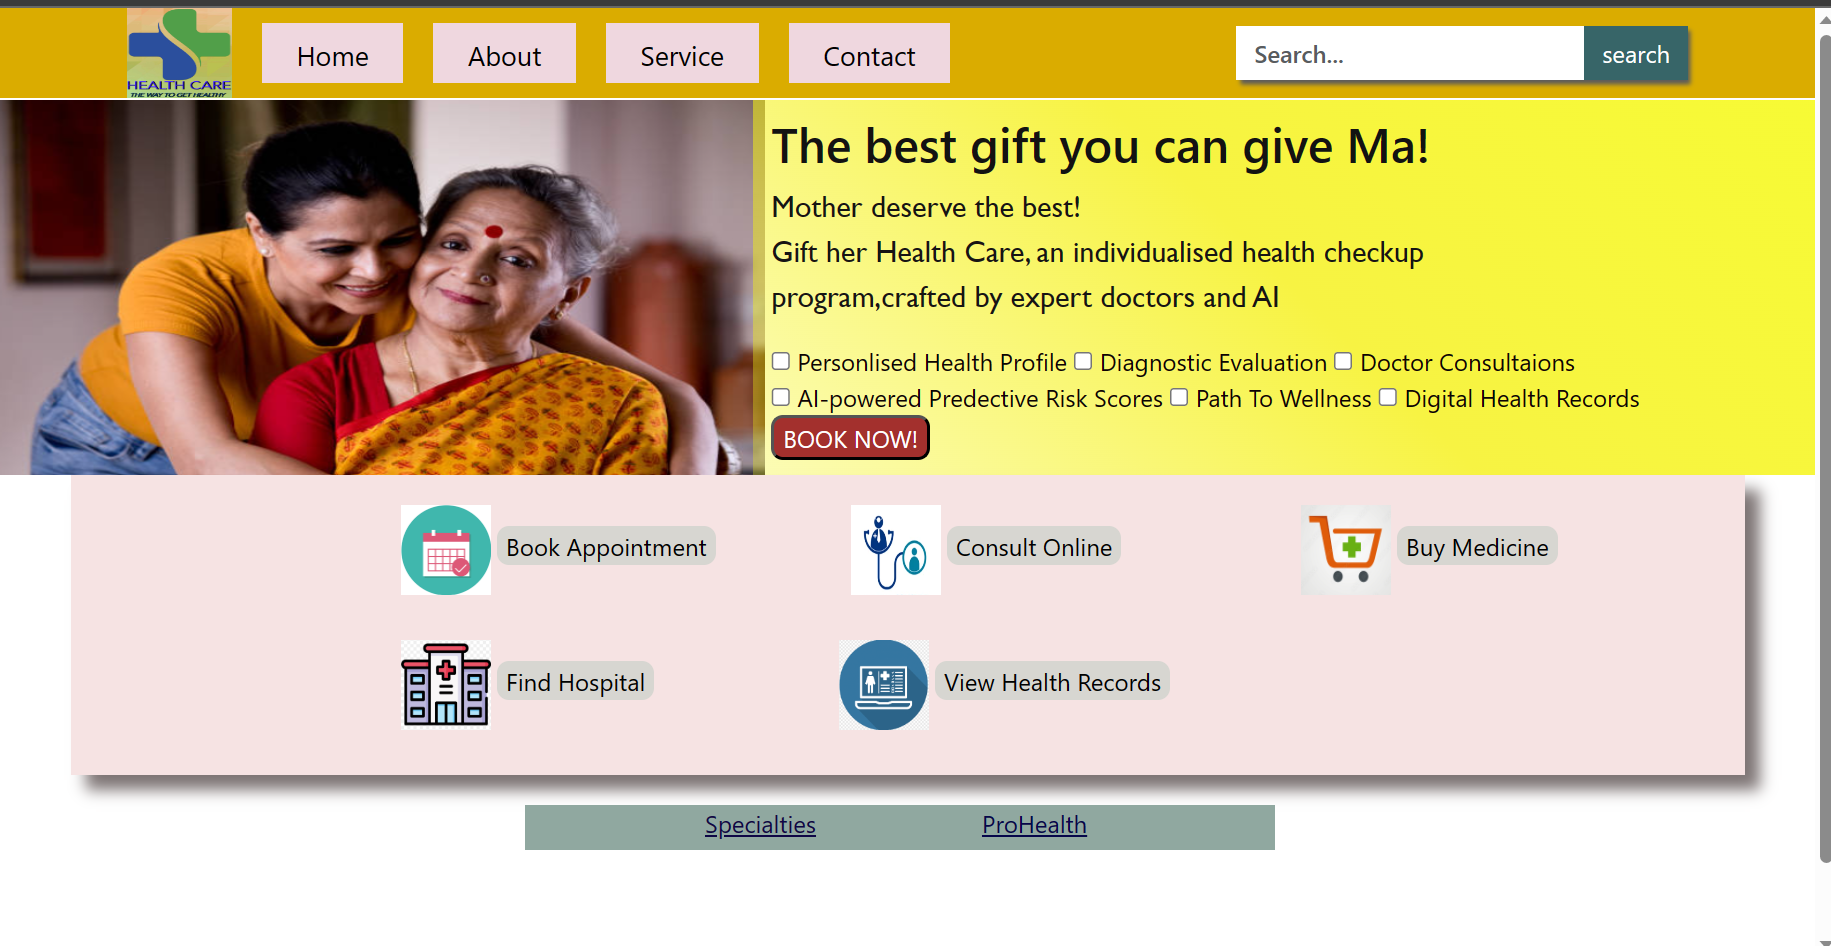 HEALTH CARE
THE WAY TO GET HEALTHY
Home
About
Service
Contact
Search...
search
The best gift you can give Ma!
Mother deserve the best!
Gift her Health Care, an individualised health checkup
program,crafted by expert doctors and AI
Personlised Health Profile Diagnostic Evaluation Doctor Consultaions
AI-powered Predective Risk Scores Path To Wellness Digital Health Records
BOOK NOW!
Book Appointment
Consult Online
Buy Medicine
Find Hospital
View Health Records
Specialties
ProHealth